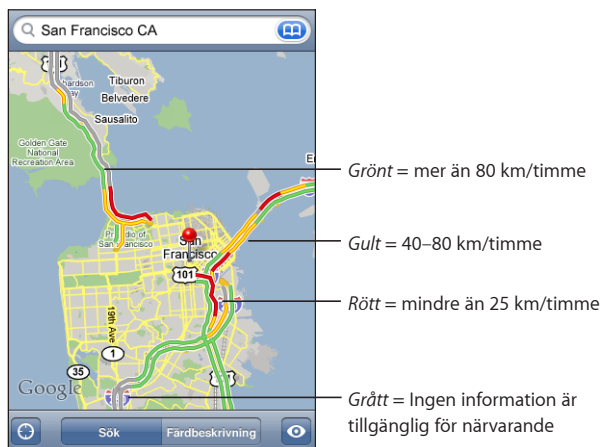 San Francisco CA
Tiburon
Belvedere
Sausalito
Golden Gate
National
Recreation Area
San Francisco
San
Francisco
101
19th Ave
1
35
Google
Sök
Färdbeskrivning
Grönt = mer än 80 km/timme
Gult = 40–80 km/timme
Rött = mindre än 25 km/timme
Grått = Ingen information är
tillgänglig för närvarande